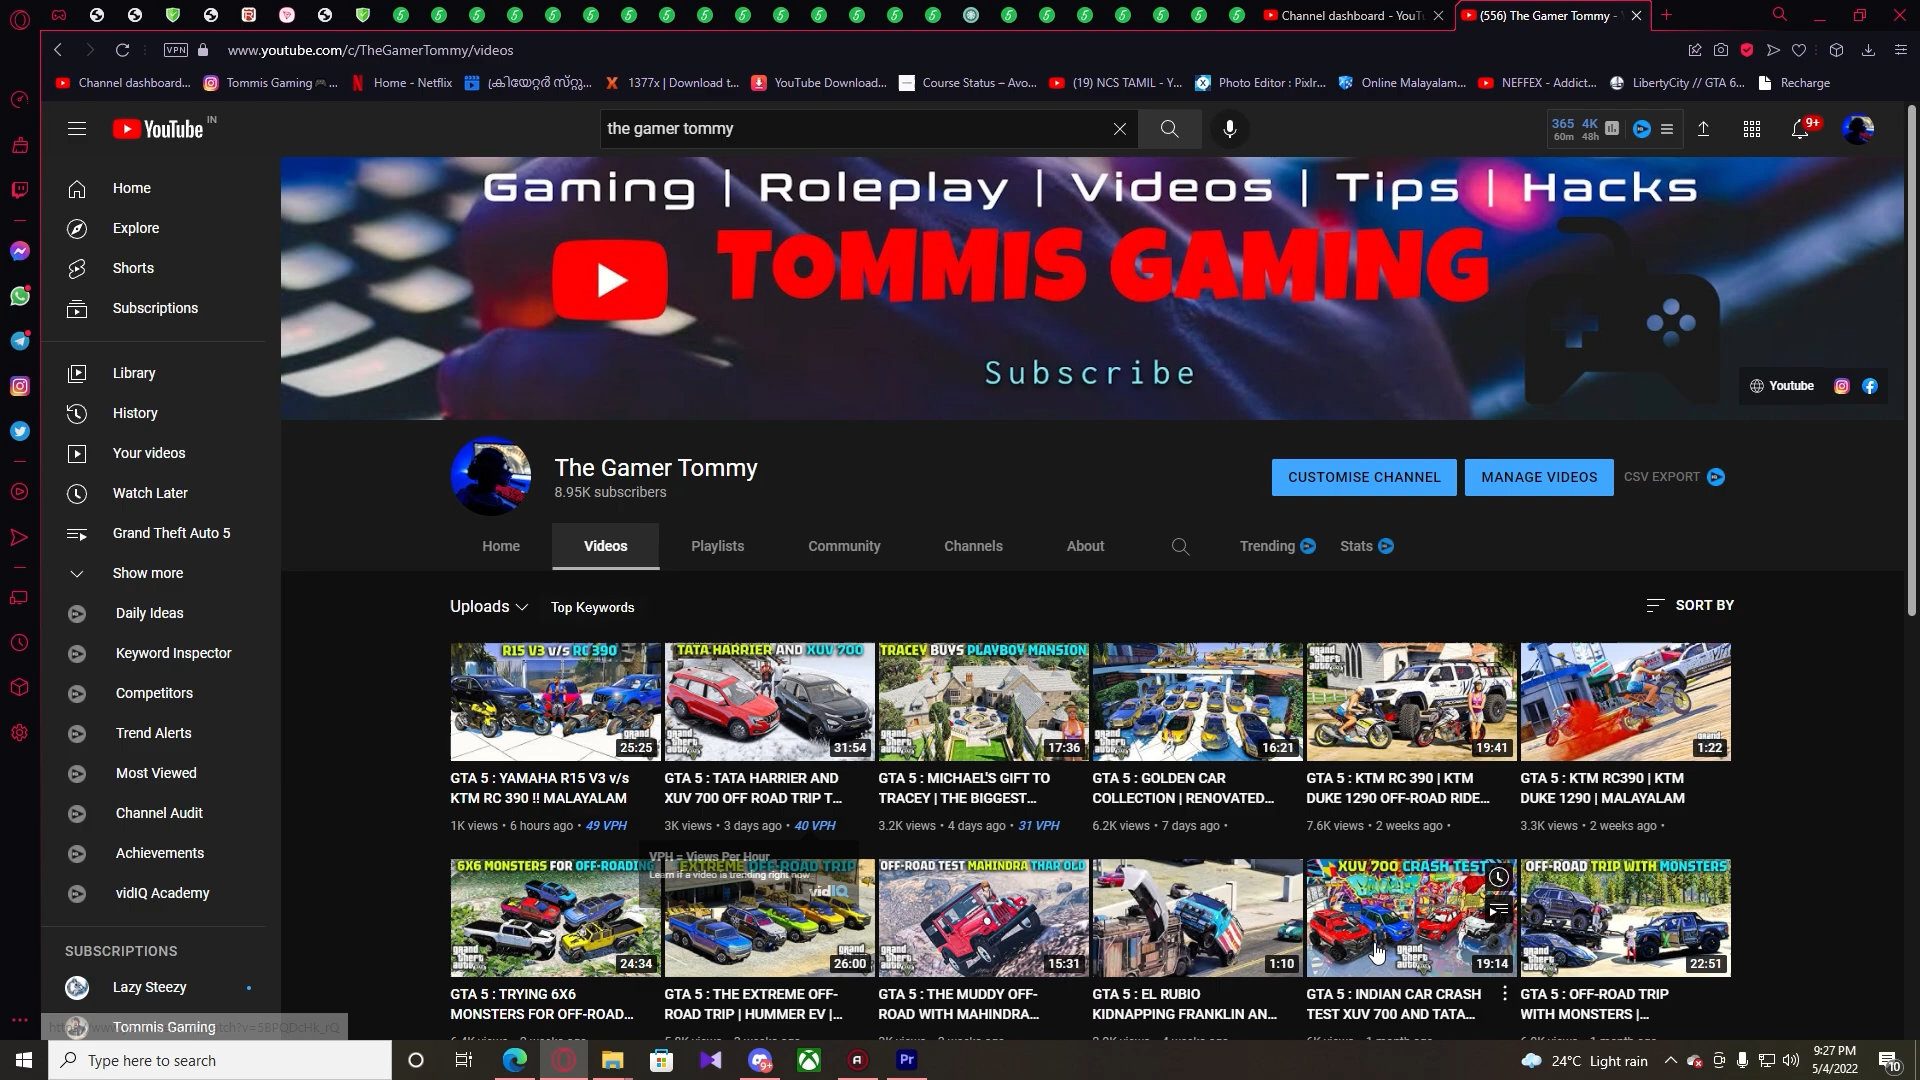 Channel dashboard - YouTu
(556) The Gamer Tommy -
VPN
www.youtube.com/c/TheGamerTommy/videos
Channel dashboard...
Tommis Gaming🎮...
Home - Netflix
ക്രിയേറ്റർ സ്റ്റു...
1377x | Download t...
YouTube Download...
Course Status – Avo...
(19) NCS TAMIL - Y...
Photo Editor : Pixlr...
Online Malayalam...
NEFFEX - Addict...
LibertyCity // GTA 6...
Recharge
YouTube IN
the gamer tommy
365 4K
60m 48h
9+
Home
Explore
Shorts
Subscriptions
Library
History
Your videos
Watch Later
Grand Theft Auto 5
Show more
Daily Ideas
Keyword Inspector
Competitors
Trend Alerts
Most Viewed
Channel Audit
Achievements
vidIQ Academy
SUBSCRIPTIONS
Lazy Steezy
Tommis Gaming
Gaming | Roleplay | Videos | Tips | Hacks
TOMMIS GAMING
Subscribe
Youtube
The Gamer Tommy
8.95K subscribers
CUSTOMISE CHANNEL
MANAGE VIDEOS
CSV EXPORT
Home
Videos
Playlists
Community
Channels
About
Trending
Stats
Uploads
Top Keywords
SORT BY
R15 V3 v/s RC 390
25:25
TATA HARRIER AND XUV 700
31:54
TRACEY BUYS PLAYBOY MANSION
17:36
16:21
19:41
1:22
GTA 5 : YAMAHA R15 V3 v/s
KTM RC 390 !! MALAYALAM
1K views • 6 hours ago • 49 VPH
GTA 5 : TATA HARRIER AND
XUV 700 OFF ROAD TRIP T...
3K views • 3 days ago • 40 VPH
GTA 5 : MICHAEL'S GIFT TO
TRACEY | THE BIGGEST...
3.2K views • 4 days ago • 31 VPH
GTA 5 : GOLDEN CAR
COLLECTION | RENOVATED...
6.2K views • 7 days ago •
GTA 5 : KTM RC 390 | KTM
DUKE 1290 OFF-ROAD RIDE...
7.6K views • 2 weeks ago •
GTA 5 : KTM RC390 | KTM
DUKE 1290 | MALAYALAM
3.3K views • 2 weeks ago •
VPH = Views Per Hour
Learn if a video is trending right now
vidIQ
6X6 MONSTERS FOR OFF-ROADING
24:34
EXTREME OFF-ROAD TRIP
26:00
OFF-ROAD TEST MAHINDRA THAR OLD
15:31
1:10
XUV 700 CRASH TEST
19:14
OFF-ROAD TRIP WITH MONSTERS
22:51
GTA 5 : TRYING 6X6
MONSTERS FOR OFF-ROAD...
GTA 5 : THE EXTREME OFF-
ROAD TRIP | HUMMER EV |...
GTA 5 : THE MUDDY OFF-
ROAD WITH MAHINDRA...
GTA 5 : EL RUBIO
KIDNAPPING FRANKLIN AN...
GTA 5 : INDIAN CAR CRASH
TEST XUV 700 AND TATA...
GTA 5 : OFF-ROAD TRIP
WITH MONSTERS |...
Type here to search
24°C Light rain
9:27 PM
5/4/2022
10